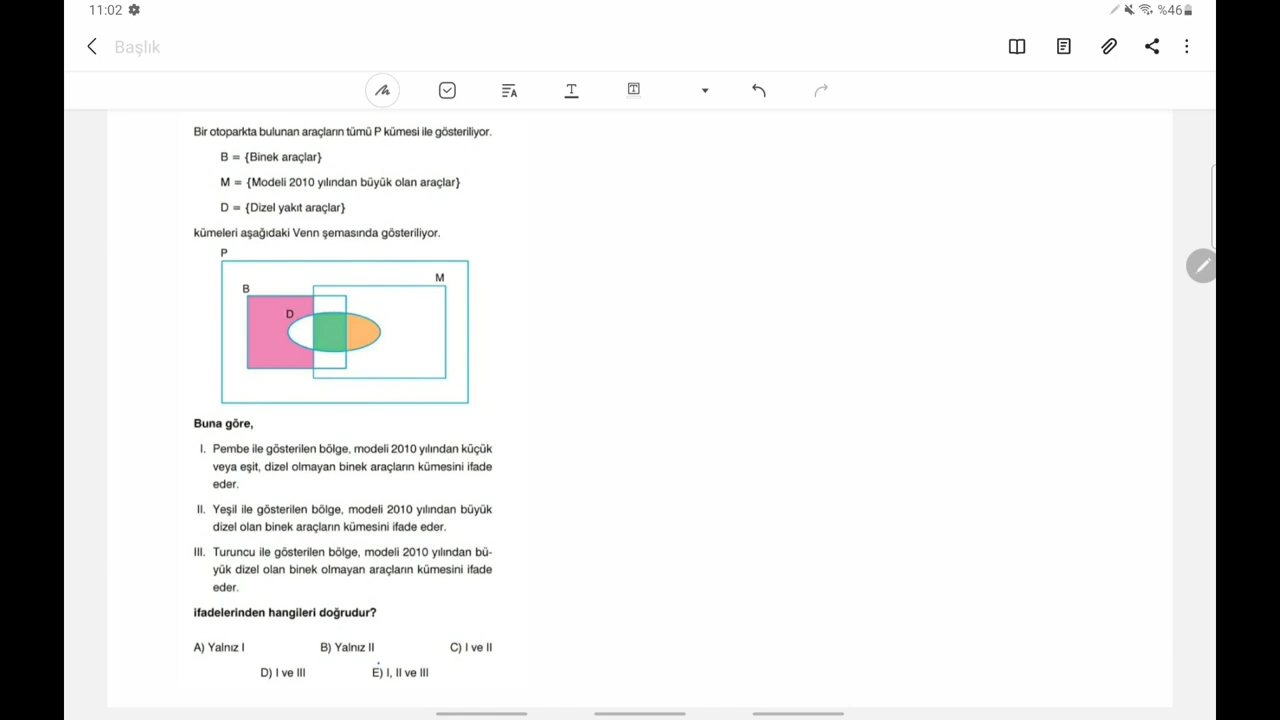 11:02
%46
Başlık
Bir otoparkta bulunan araçların tümü P kümesi ile gösteriliyor.
B = {Binek araçlar}
M = {Modeli 2010 yılından büyük olan araçlar}
D = {Dizel yakıt araçlar}
kümeleri aşağıdaki Venn şemasında gösteriliyor.
P
M
B
D
Buna göre,
I. Pembe ile gösterilen bölge, modeli 2010 yılından küçük
veya eşit, dizel olmayan binek araçların kümesini ifade
eder.
II. Yeşil ile gösterilen bölge, modeli 2010 yılından büyük
dizel olan binek araçların kümesini ifade eder.
III. Turuncu ile gösterilen bölge, modeli 2010 yılından bü-
yük dizel olan binek olmayan araçların kümesini ifade
eder.
ifadelerinden hangileri doğrudur?
A) Yalnız I B) Yalnız II C) I ve II
D) I ve III E) I, II ve III